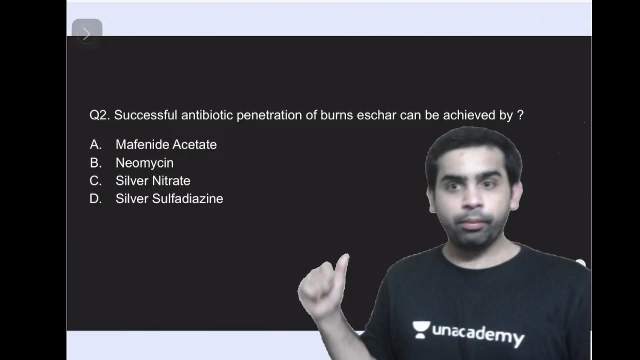 Q2. Successful antibiotic penetration of burns eschar can be achieved by ?
A. Mafenide Acetate
B. Neomycin
C. Silver Nitrate
D. Silver Sulfadiazine
unacademy